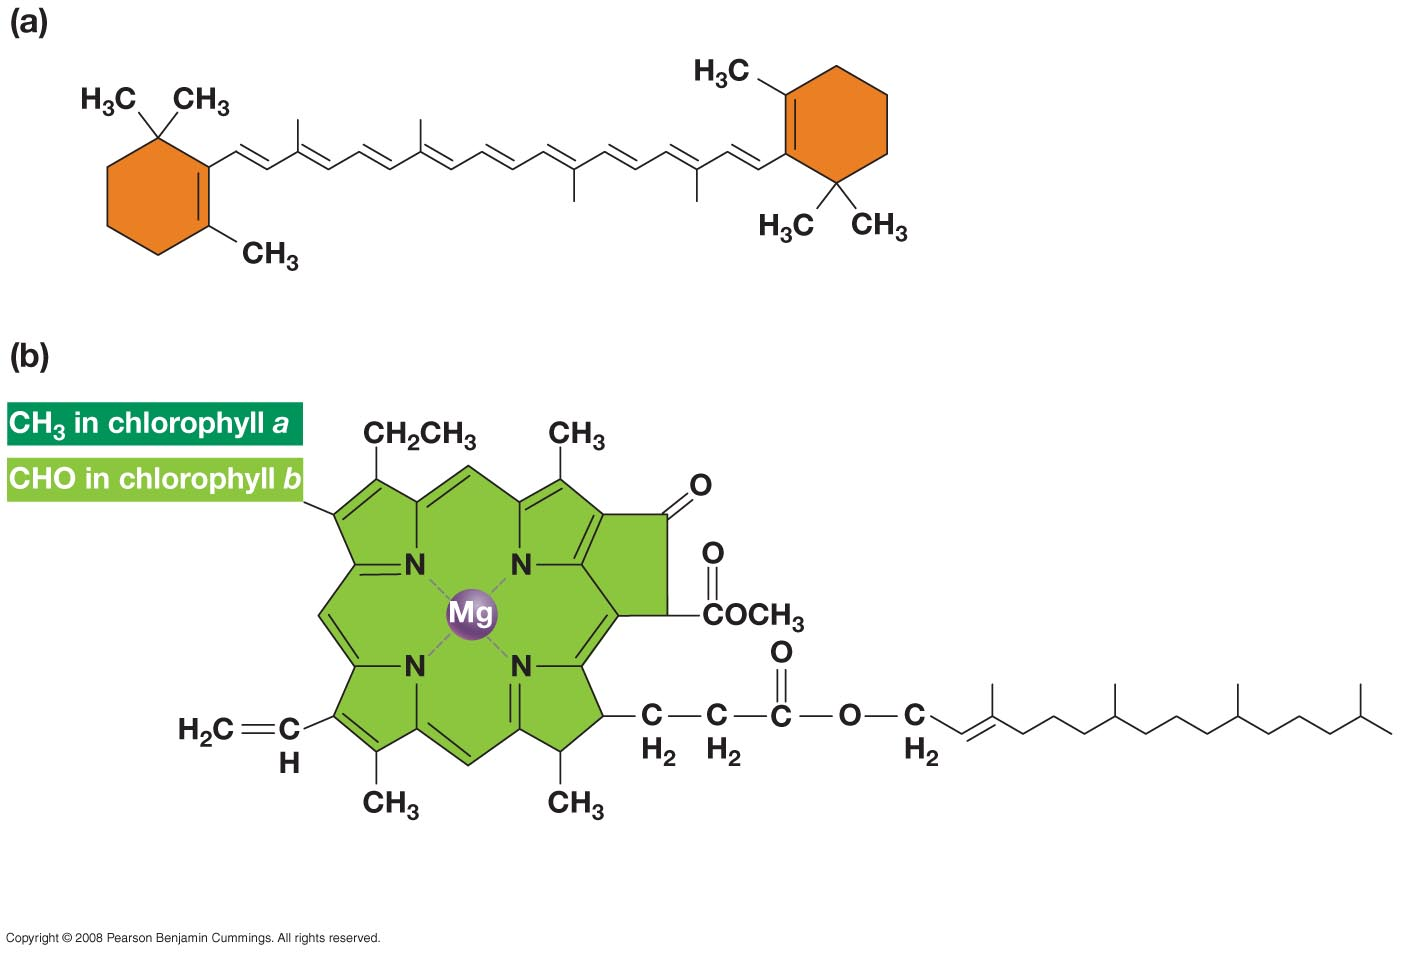 (a)
H₃C
H₃C CH₃
CH₃
H₃C CH₃
(b)
CH₃ in chlorophyll a
CHO in chlorophyll b
CH₂CH₃ CH₃
O
N N
O
Mg
COCH₃
N N
O
H₂C C C C C O C
H H₂ H₂ H₂
CH₃ CH₃
Copyright © 2008 Pearson Benjamin Cummings. All rights reserved.